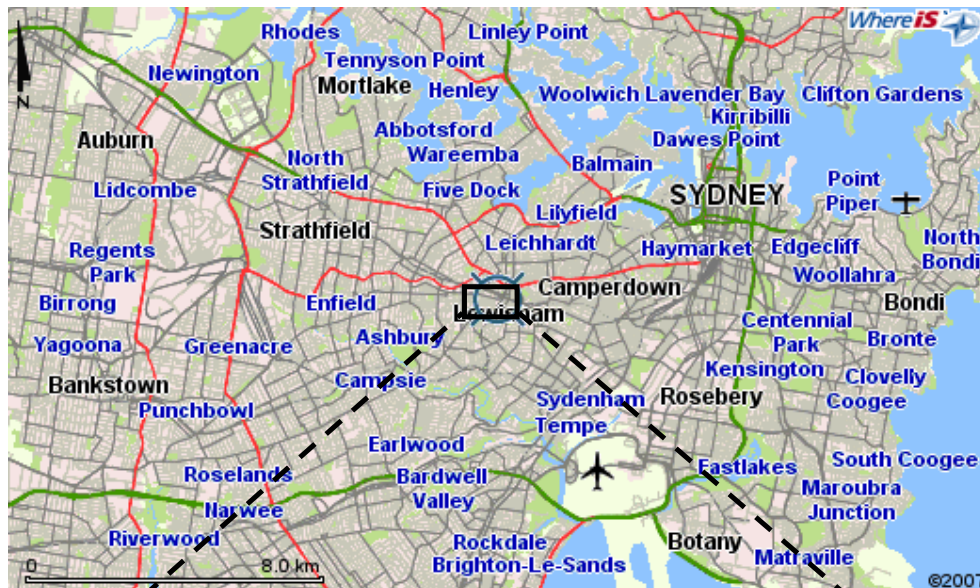 WhereiS
Rhodes
Linley Point
Tennyson Point
Newington
Mortlake
Henley
Woolwich
Lavender Bay
Clifton Gardens
N
Kirribilli
Abbotsford
Dawes Point
Auburn
Wareemba
North
Strathfield
Balmain
Lidcombe
Five Dock
SYDNEY
Point
Piper
Lilyfield
Strathfield
Leichhardt
Haymarket
Edgecliff
North
Bondi
Regents
Park
Woollahra
Birrong
Enfield
Camperdown
Bondi
Lewisham
Centennial
Park
Yagoona
Greenacre
Ashbury
Bronte
Bankstown
Campsie
Kensington
Clovelly
Coogee
Punchbowl
Sydenham
Rosebery
Tempe
Earlwood
Roselands
Bardwell
Valley
Eastlakes
South Coogee
Narwee
Maroubra
Junction
Riverwood
Rockdale
Botany
Brighton-Le-Sands
Matraville
0
8.0 km